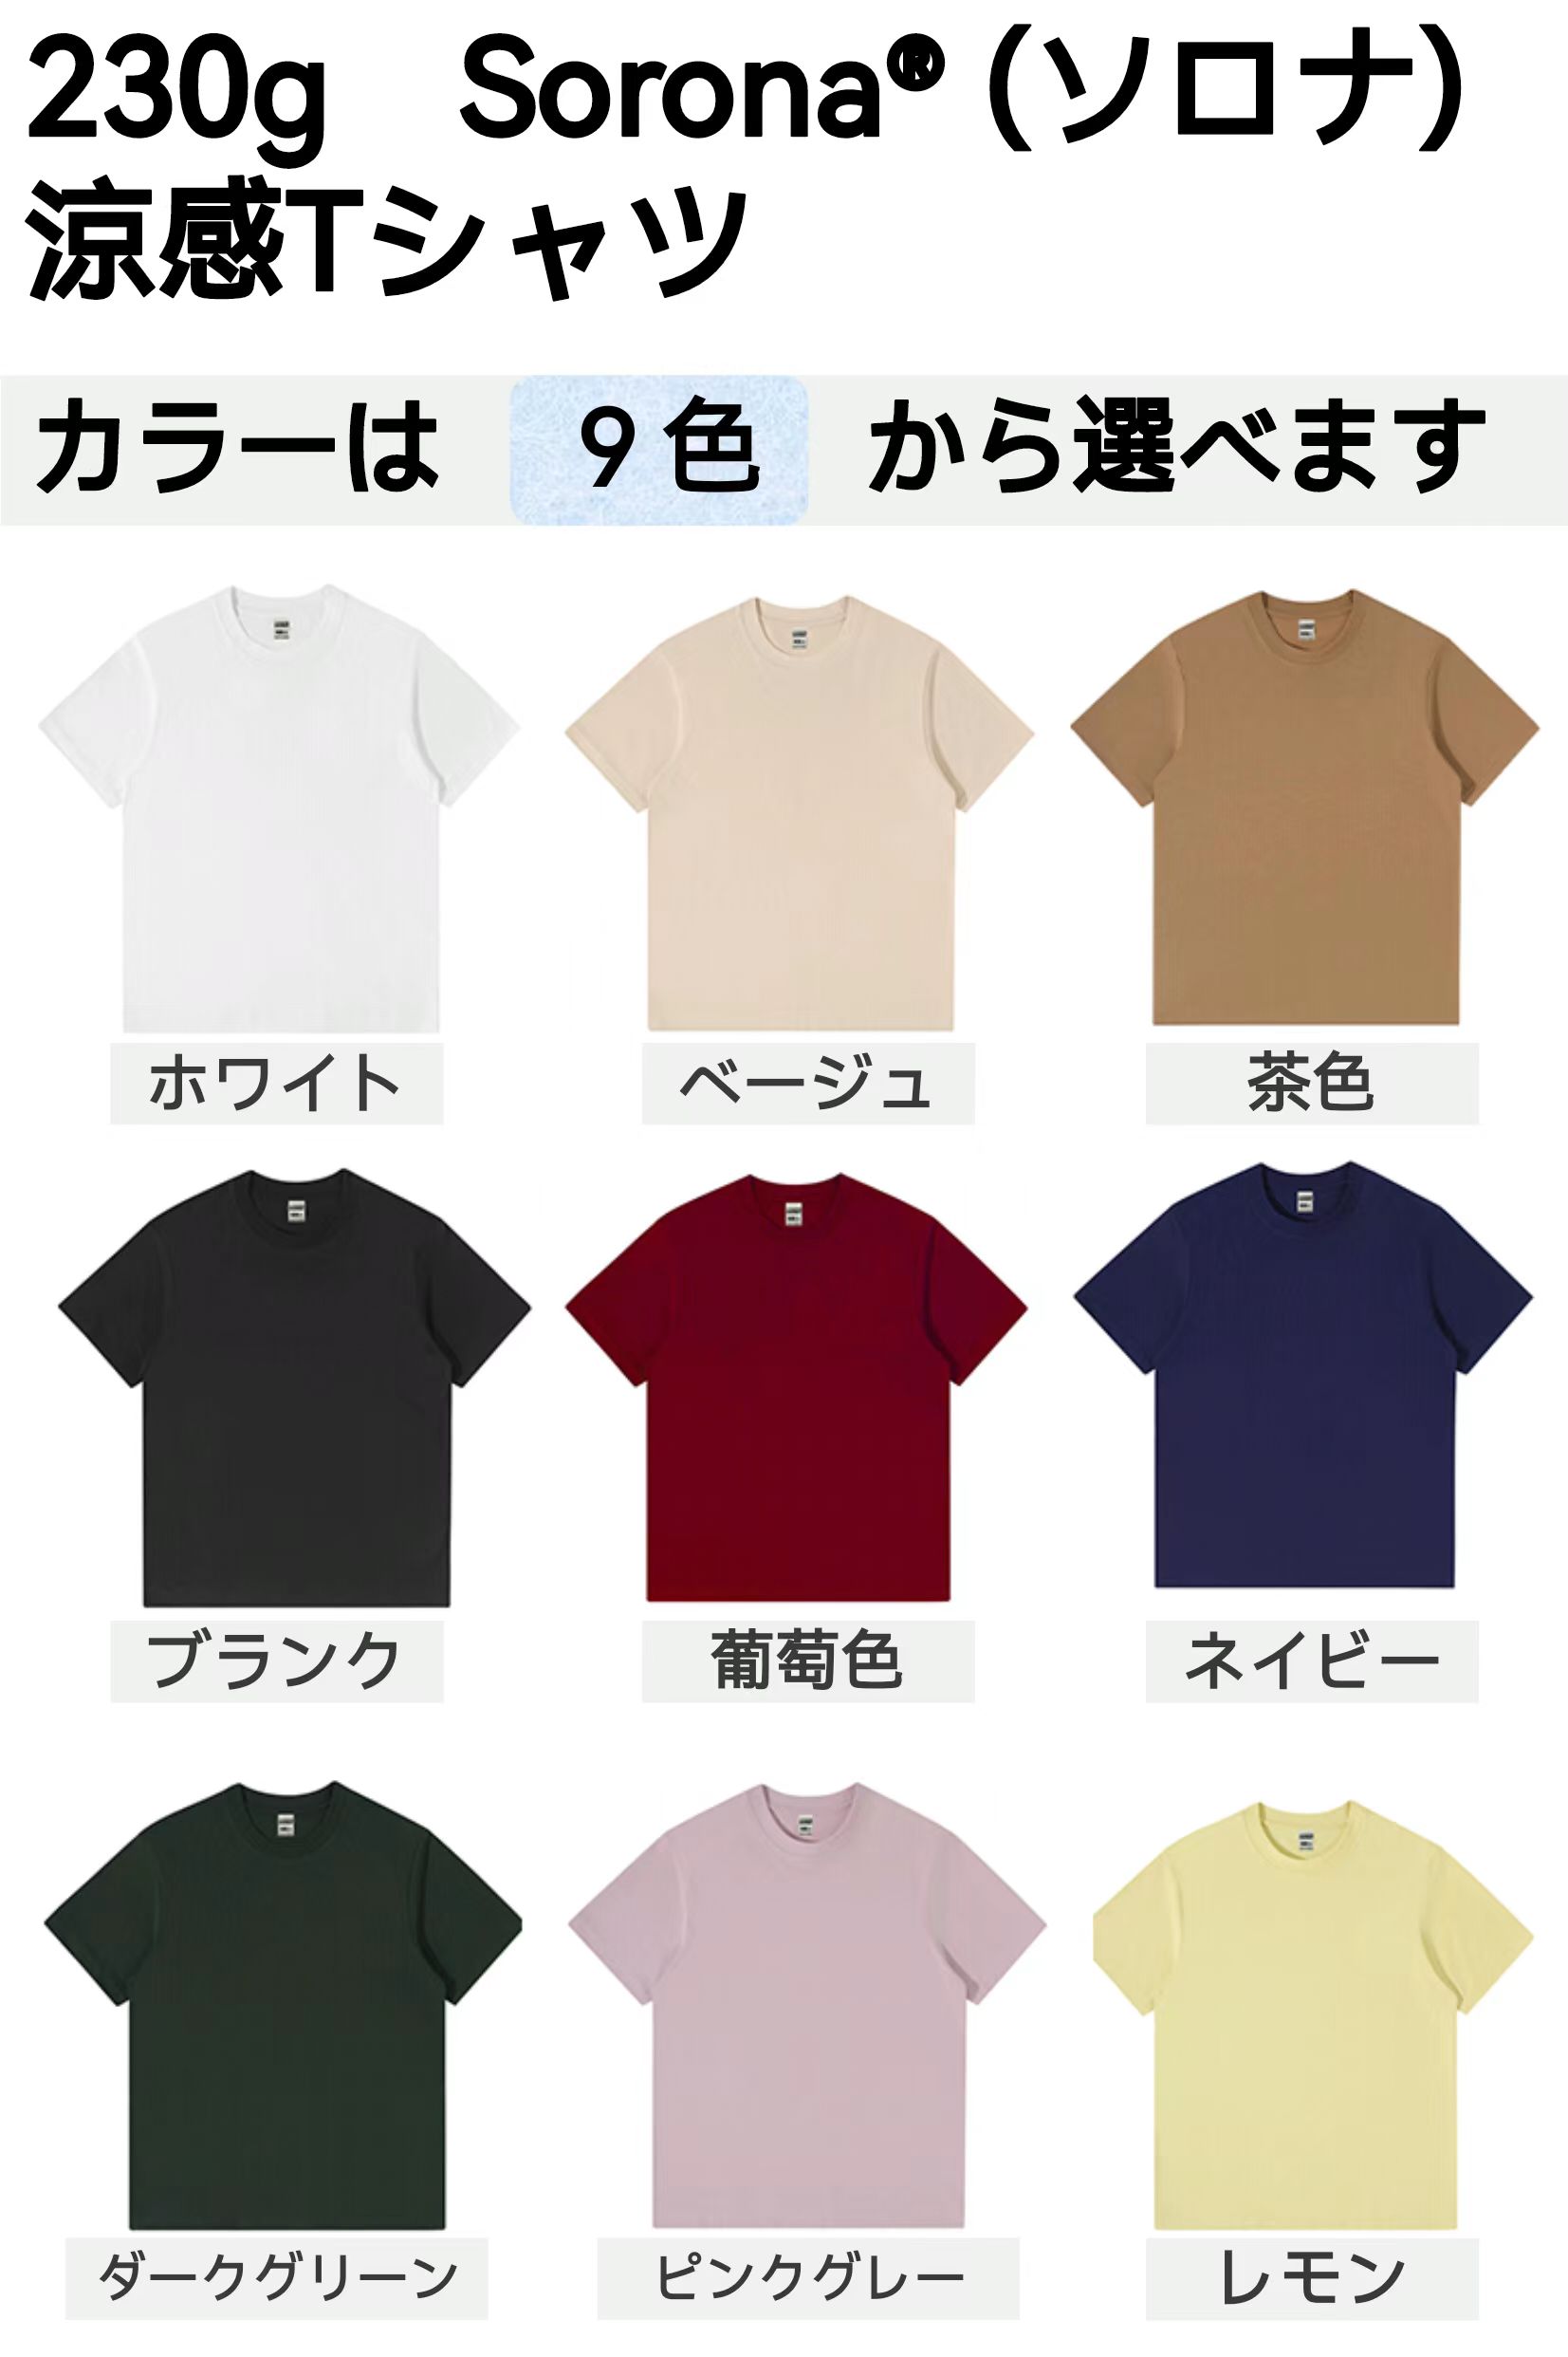 230g　Sorona®（ソロナ）
涼感Tシャツ
カラーは 9色 から選べます
ホワイト
ベージュ
茶色
ブランク
葡萄色
ネイビー
ダークグリーン
ピンクグレー
レモン